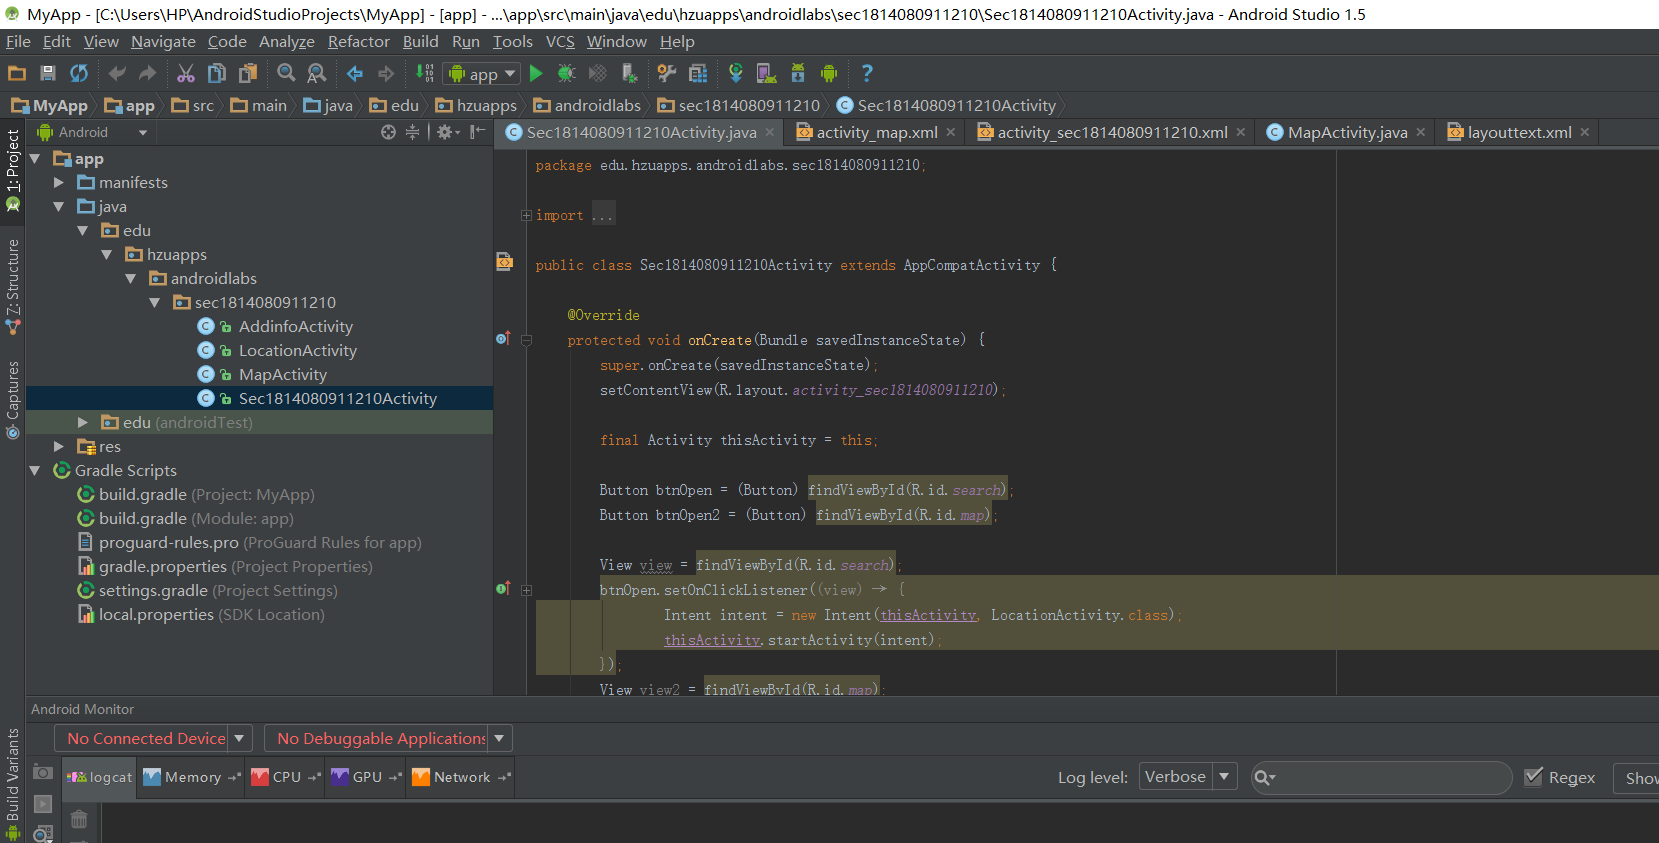 MyApp - [C:\Users\HP\AndroidStudioProjects\MyApp] - [app] - ...\app\src\main\java\edu\hzuapps\androidlabs\sec1814080911210\Sec1814080911210Activity.java - Android Studio 1.5
File Edit View Navigate Code Analyze Refactor Build Run Tools VCS Window Help
app
MyApp app src main java edu hzuapps androidlabs sec1814080911210 Sec1814080911210Activity
Android
Sec1814080911210Activity.java activity_map.xml activity_sec1814080911210.xml MapActivity.java layouttext.xml
1: Project
Z: Structure
Captures
Build Variants
app
manifests
java
edu
hzuapps
androidlabs
sec1814080911210
AddinfoActivity
LocationActivity
MapActivity
Sec1814080911210Activity
edu (androidTest)
res
Gradle Scripts
build.gradle (Project: MyApp)
build.gradle (Module: app)
proguard-rules.pro (ProGuard Rules for app)
gradle.properties (Project Properties)
settings.gradle (Project Settings)
local.properties (SDK Location)
package edu.hzuapps.androidlabs.sec1814080911210;
import ...
public class Sec1814080911210Activity extends AppCompatActivity {
@Override
protected void onCreate(Bundle savedInstanceState) {
super.onCreate(savedInstanceState);
setContentView(R.layout.activity_sec1814080911210);
final Activity thisActivity = this;
Button btnOpen = (Button) findViewById(R.id.search);
Button btnOpen2 = (Button) findViewById(R.id.map);
View view = findViewById(R.id.search);
btnOpen.setOnClickListener((view) → {
Intent intent = new Intent(thisActivity, LocationActivity.class);
thisActivity.startActivity(intent);
});
View view2 = findViewById(R.id.map);
Android Monitor
No Connected Device No Debuggable Applications
logcat Memory CPU GPU Network Log level: Verbose Regex Show